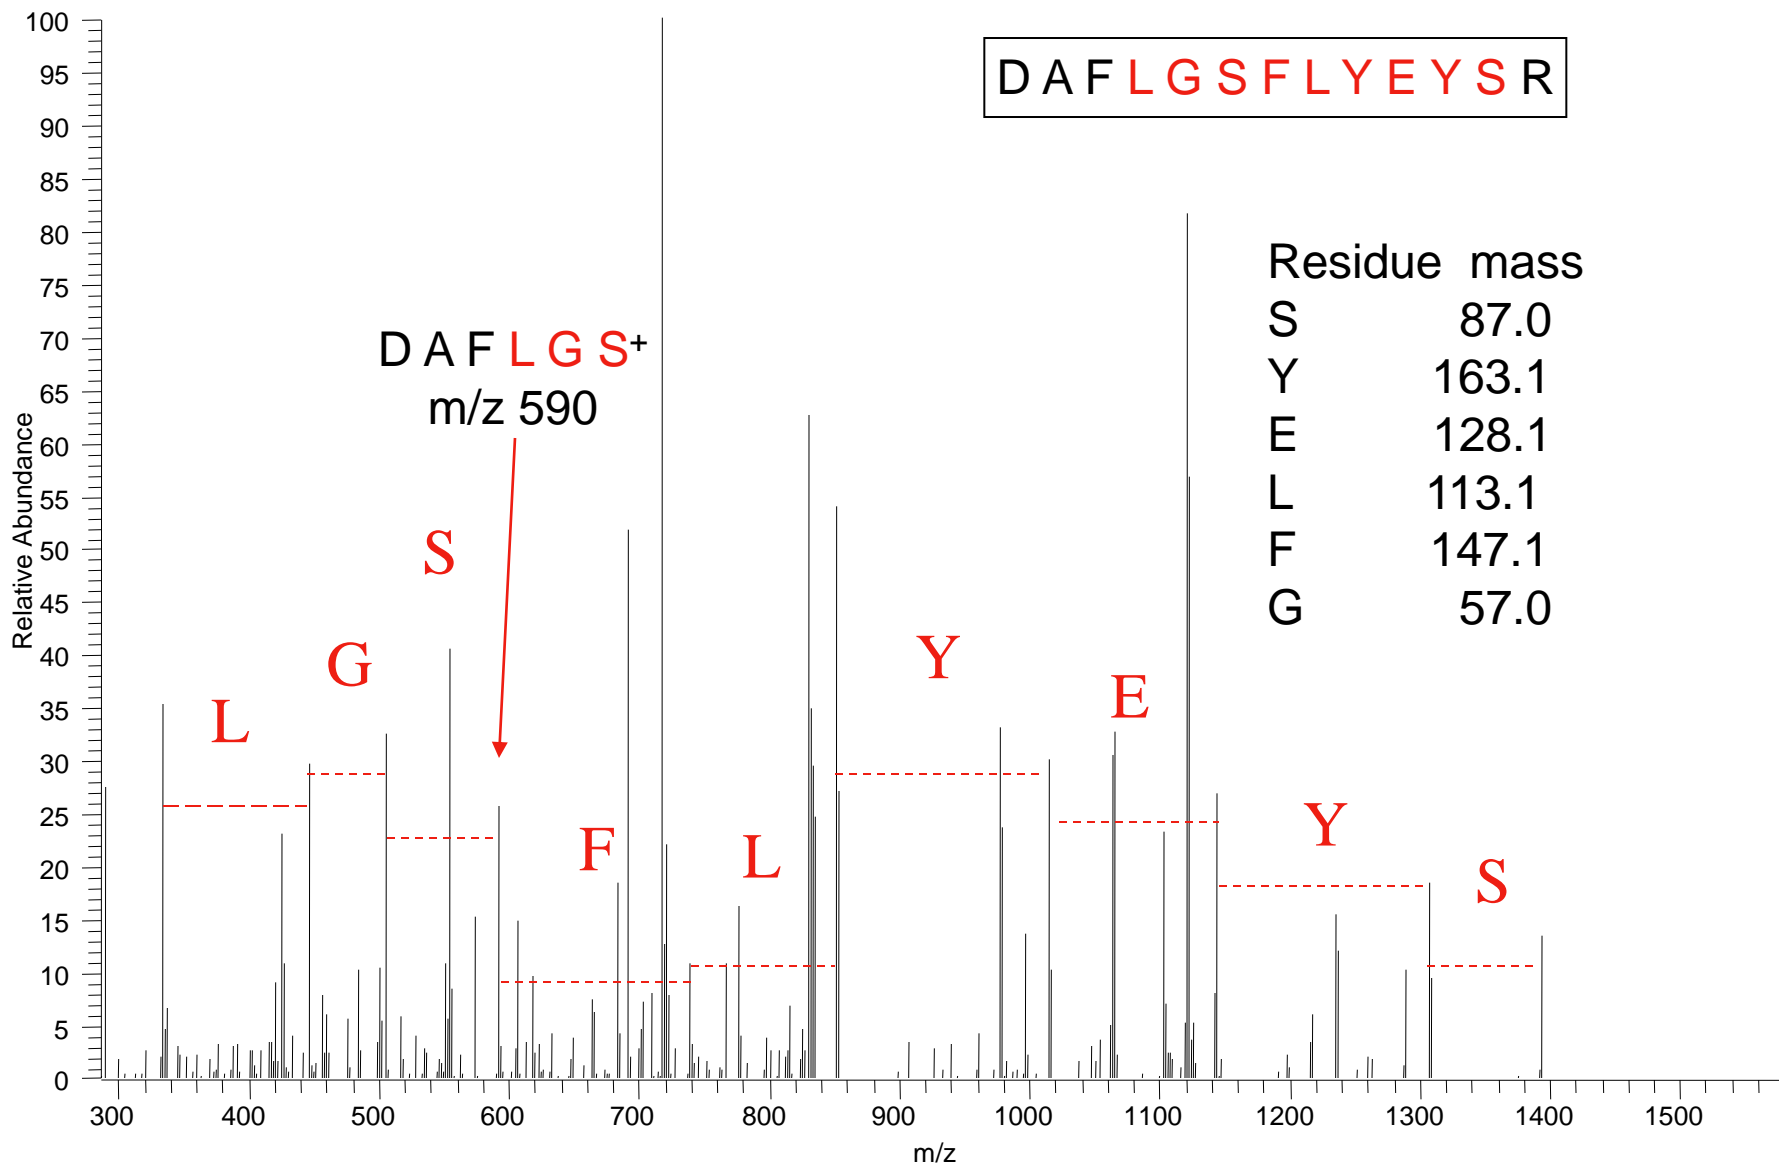 D A F L G S F L Y E Y S R
Residue mass
S 87.0
Y 163.1
E 128.1
L 113.1
F 147.1
G 57.0
D A F L G S+
m/z 590
S
G
L
F
L
Y
E
Y
S
Relative Abundance
100
95
90
85
80
75
70
65
60
55
50
45
40
35
30
25
20
15
10
5
0
300 400 500 600 700 800 900 1000 1100 1200 1300 1400 1500
m/z